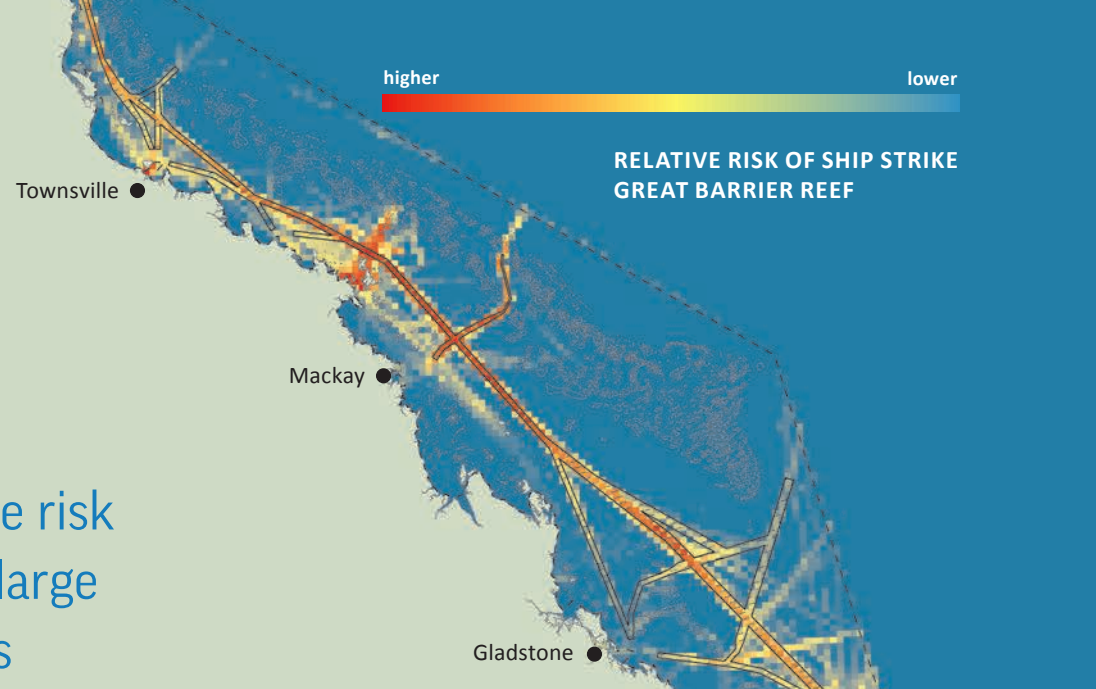 higher
lower
RELATIVE RISK OF SHIP STRIKE
GREAT BARRIER REEF
Townsville
Mackay
e risk
large
s
Gladstone